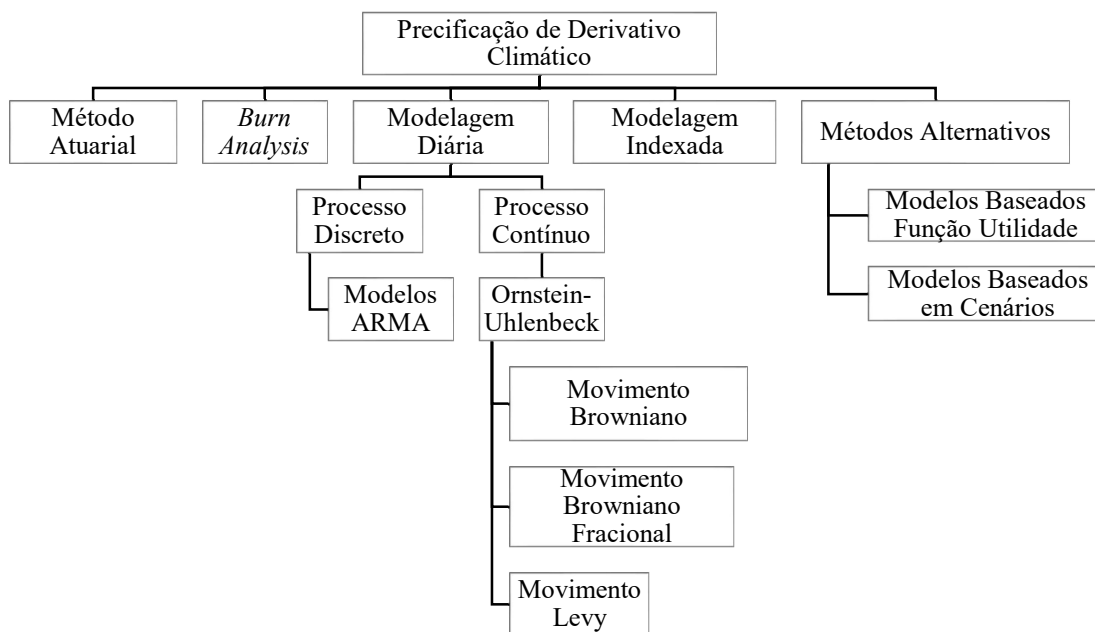 Precificação de Derivativo
Climático
Método
Atuarial
Burn
Analysis
Modelagem
Diária
Modelagem
Indexada
Métodos Alternativos
Processo
Discreto
Processo
Contínuo
Modelos Baseados
Função Utilidade
Modelos
ARMA
Ornstein-
Uhlenbeck
Modelos Baseados
em Cenários
Movimento
Browniano
Movimento
Browniano
Fracional
Movimento
Levy